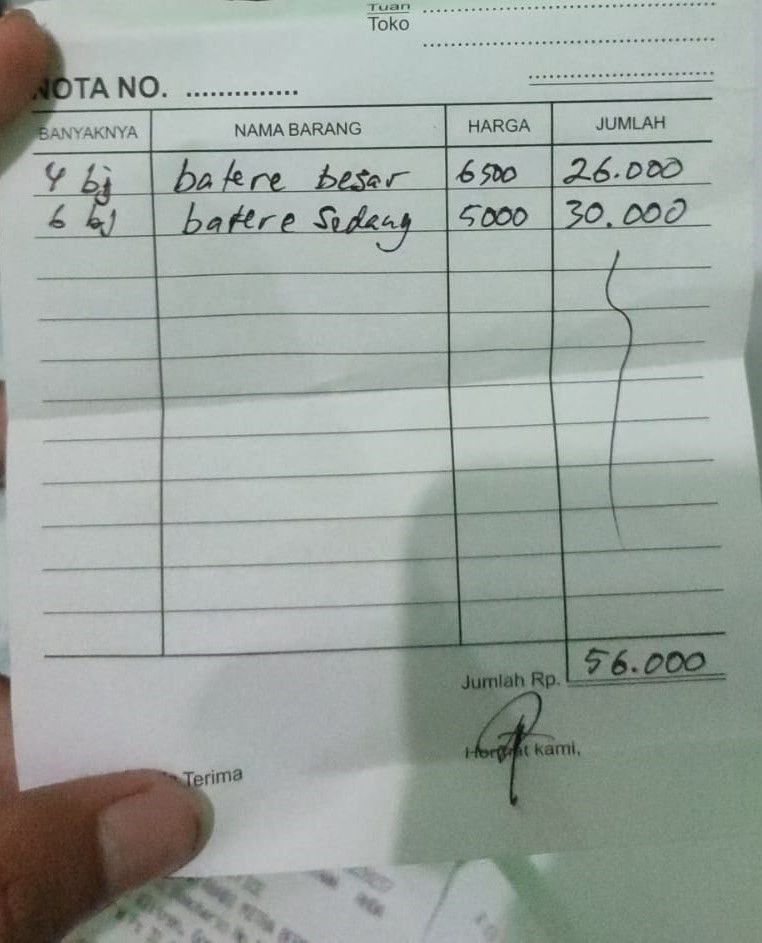 Tuan
Toko
NOTA NO.
BANYAKNYA NAMA BARANG HARGA JUMLAH
4 bj batere besar 6500 26.000
6 bj batere sedang 5000 30.000
Jumlah Rp. 56.000
Terima Hormat kami,